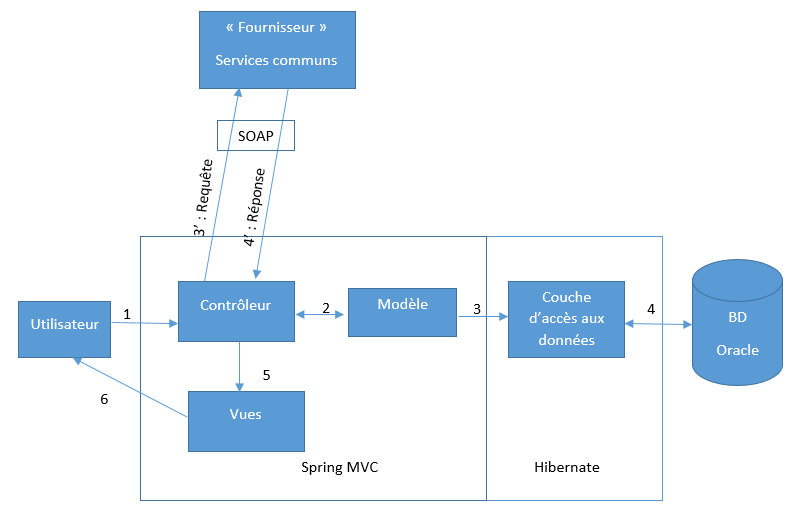 « Fournisseur »
Services communs
SOAP
3’ : Requête
4’ : Réponse
Utilisateur
1
Contrôleur
2
Modèle
3
Couche
d’accès aux
données
4
BD
Oracle
5
6
Vues
Spring MVC
Hibernate